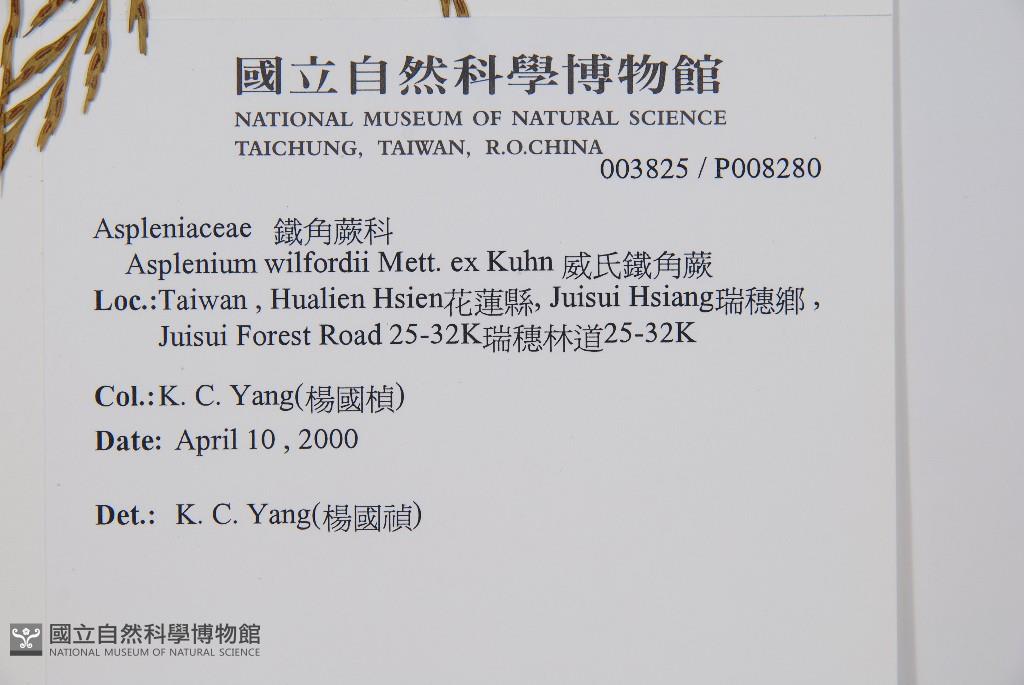 國立自然科學博物館
NATIONAL MUSEUM OF NATURAL SCIENCE
TAICHUNG, TAIWAN, R.O.CHINA
003825 / P008280
Aspleniaceae 鐵角蕨科
Asplenium wilfordii Mett. ex Kuhn 威氏鐵角蕨
Loc.:Taiwan , Hualien Hsien花蓮縣, Juisui Hsiang瑞穗鄉 ,
Juisui Forest Road 25-32K瑞穗林道25-32K
Col.:K. C. Yang(楊國楨)
Date: April 10 , 2000
Det.: K. C. Yang(楊國禎)
國立自然科學博物館
NATIONAL MUSEUM OF NATURAL SCIENCE